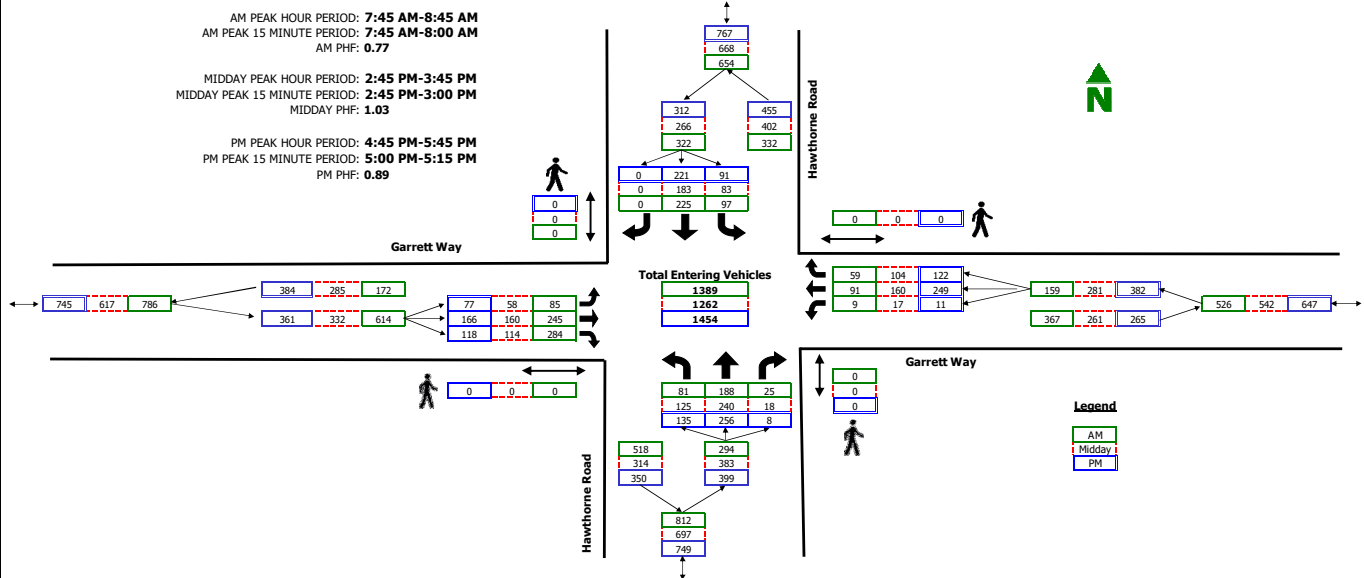 AM PEAK HOUR PERIOD: 7:45 AM-8:45 AM
AM PEAK 15 MINUTE PERIOD: 7:45 AM-8:00 AM
AM PHF: 0.77
MIDDAY PEAK HOUR PERIOD: 2:45 PM-3:45 PM
MIDDAY PEAK 15 MINUTE PERIOD: 2:45 PM-3:00 PM
MIDDAY PHF: 1.03
PM PEAK HOUR PERIOD: 4:45 PM-5:45 PM
PM PEAK 15 MINUTE PERIOD: 5:00 PM-5:15 PM
PM PHF: 0.89
767
668
654
312
266
322
455
402
332
0 221 91
0 183 83
0 225 97
Hawthorne Road
N
0
0
0
0 0 0
Garrett Way
745 617 786
384 285 172
361 332 614
77 58 85
166 160 245
118 114 284
Total Entering Vehicles
1389
1262
1454
59 104 122
91 160 249
9 17 11
159 281 382
367 261 265
526 542 647
Garrett Way
0 0 0
81 188 25
125 240 18
135 256 8
0
0
0
518
314
350
294
383
399
812
697
749
Hawthorne Road
Legend
AM
Midday
PM